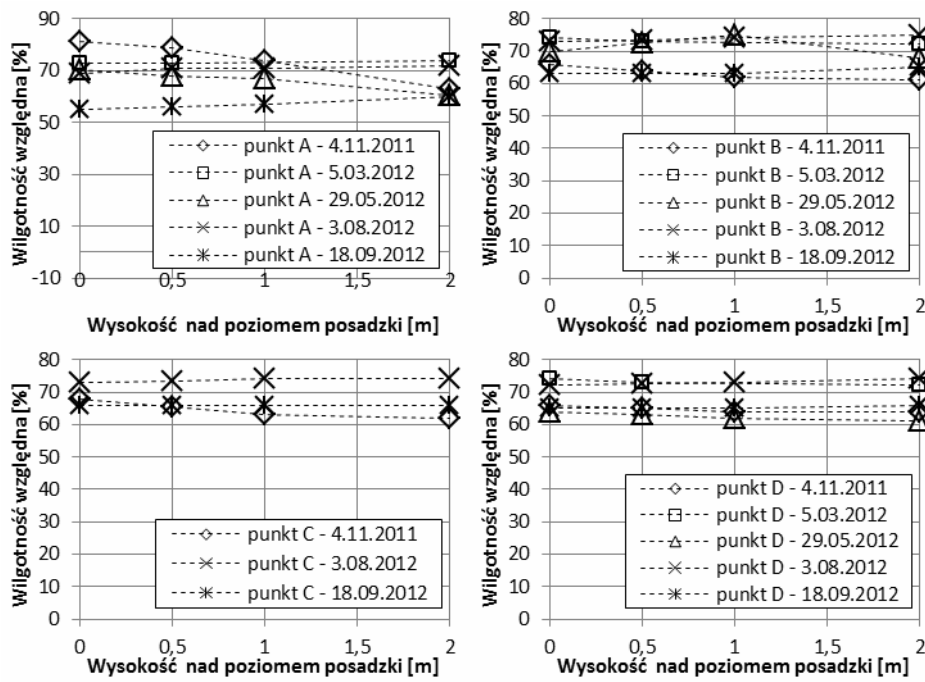 Wilgotność względna [%]
90
70
50
30
10
-10
punkt A - 4.11.2011
punkt A - 5.03.2012
punkt A - 29.05.2012
punkt A - 3.08.2012
punkt A - 18.09.2012
0 0,5 1 1,5 2
Wysokość nad poziomem posadzki [m]
Wilgotność względna [%]
80
70
60
50
40
30
20
10
0
punkt B - 4.11.2011
punkt B - 5.03.2012
punkt B - 29.05.2012
punkt B - 3.08.2012
punkt B - 18.09.2012
0 0,5 1 1,5 2
Wysokość nad poziomem posadzki [m]
Wilgotność względna [%]
80
70
60
50
40
30
20
10
0
punkt C - 4.11.2011
punkt C - 3.08.2012
punkt C - 18.09.2012
0 0,5 1 1,5 2
Wysokość nad poziomem posadzki [m]
Wilgotność względna [%]
80
70
60
50
40
30
20
10
0
punkt D - 4.11.2011
punkt D - 5.03.2012
punkt D - 29.05.2012
punkt D - 3.08.2012
punkt D - 18.09.2012
0 0,5 1 1,5 2
Wysokość nad poziomem posadzki [m]